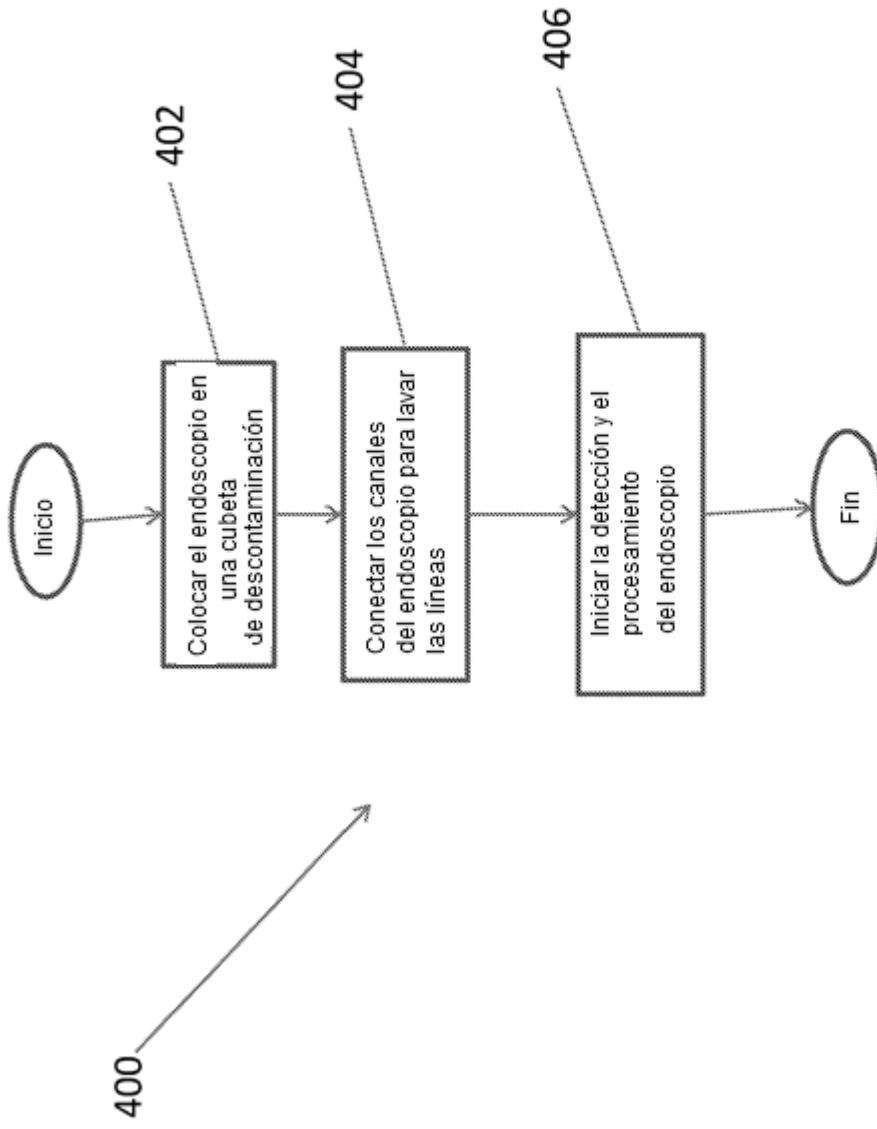 Inicio
Colocar el endoscopio en
una cubeta
de descontaminación
402
Conectar los canales
del endoscopio para lavar
las líneas
404
Iniciar la detección y el
procesamiento
del endoscopio
406
Fin
400